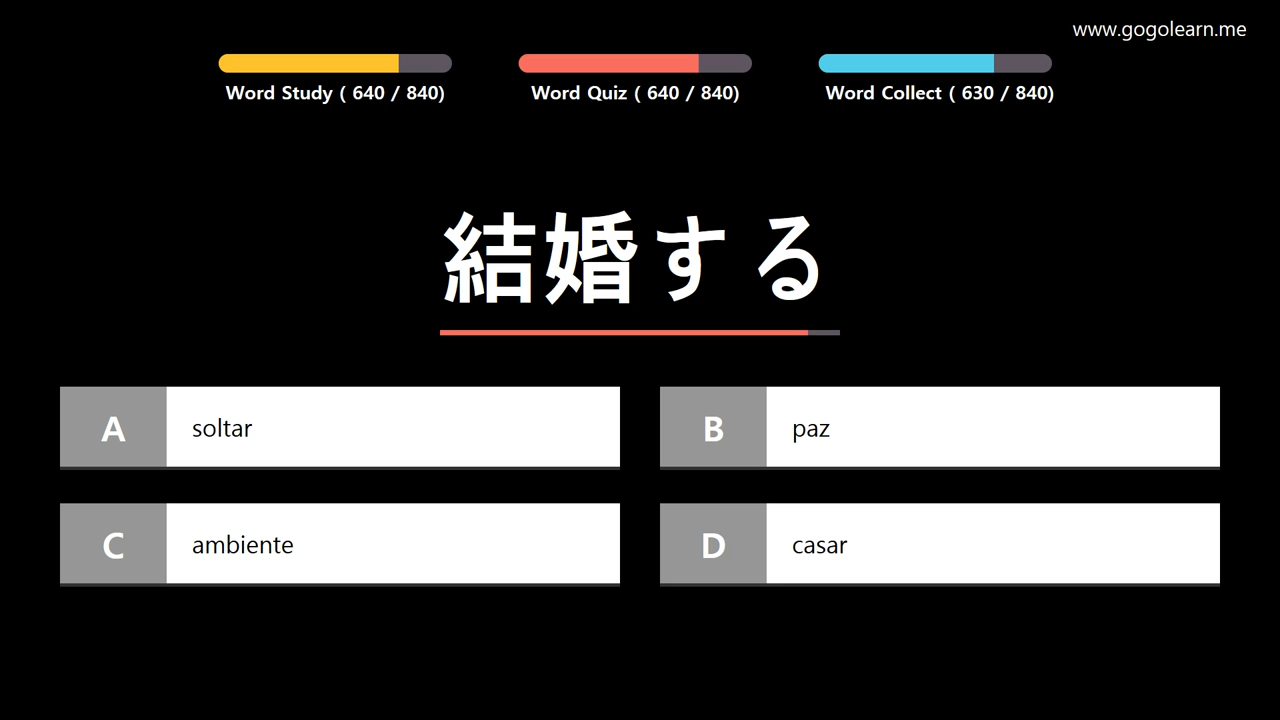 www.gogolearn.me
Word Study ( 640 / 840)
Word Quiz ( 640 / 840)
Word Collect ( 630 / 840)
結婚する
A soltar
B paz
C ambiente
D casar